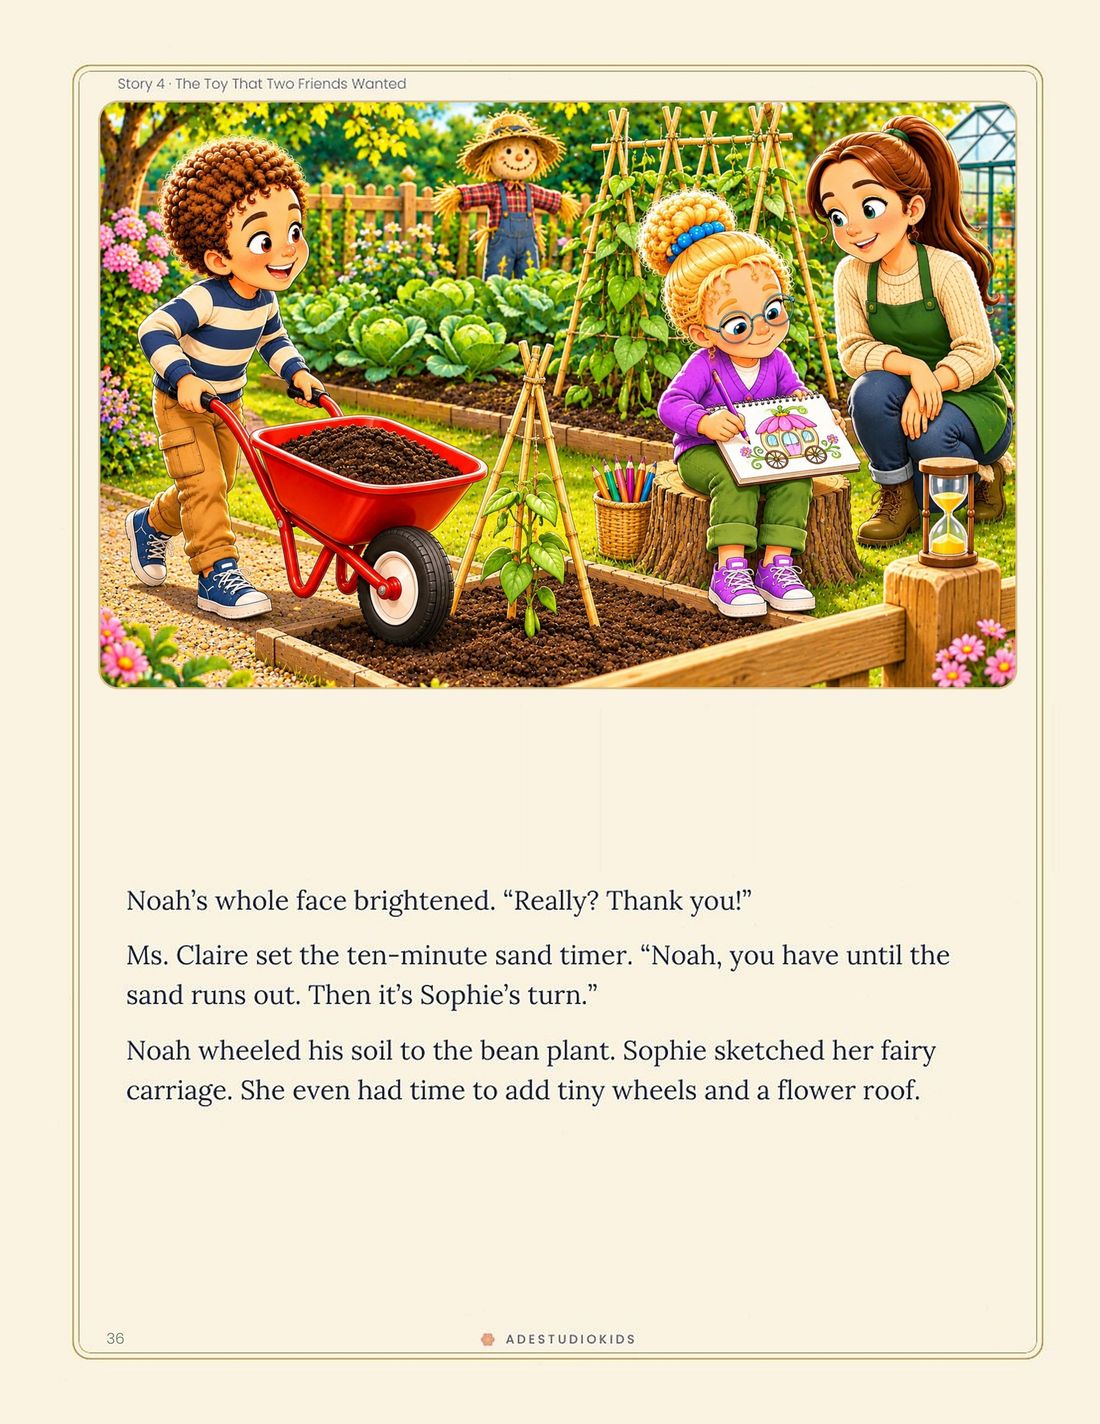 Story 4 · The Toy That Two Friends Wanted
Noah’s whole face brightened. “Really? Thank you!”
Ms. Claire set the ten-minute sand timer. “Noah, you have until the
sand runs out. Then it’s Sophie’s turn.”
Noah wheeled his soil to the bean plant. Sophie sketched her fairy
carriage. She even had time to add tiny wheels and a flower roof.
36
ADESTUDIOKIDS